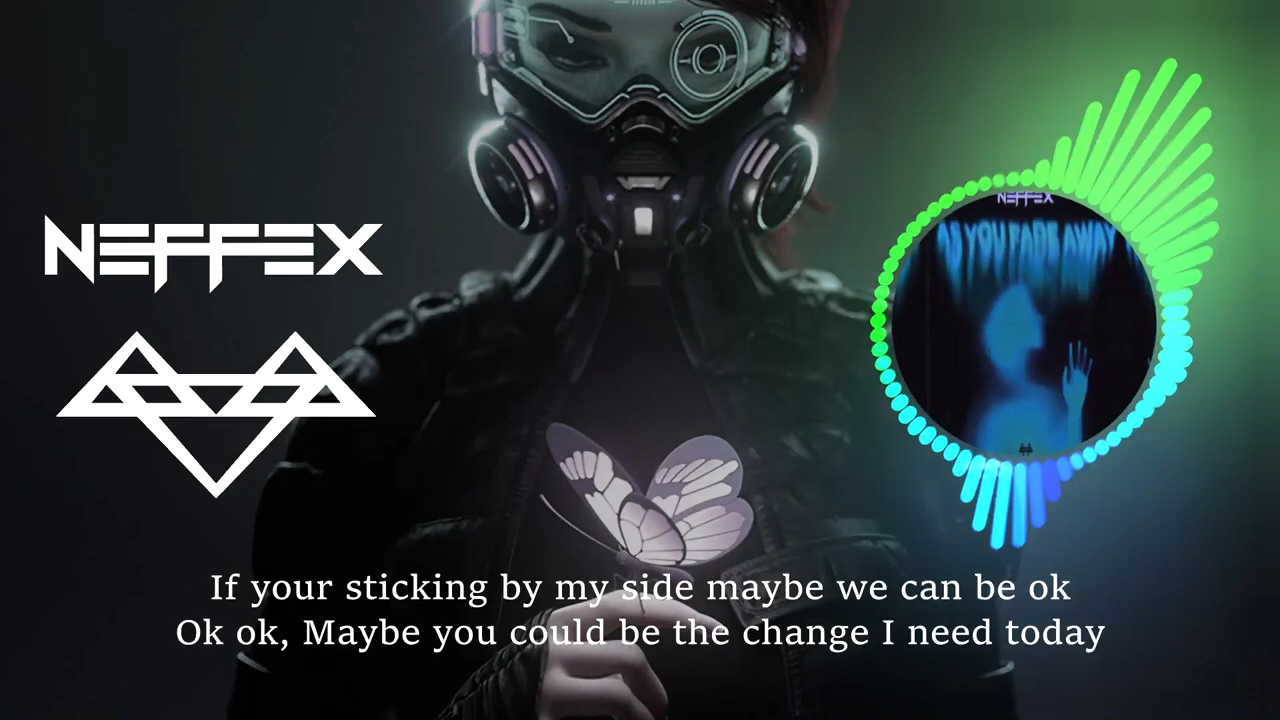 NEFFEX
NEFFEX
AS YOU FADE AWAY
If your sticking by my side maybe we can be ok
Ok ok, Maybe you could be the change I need today